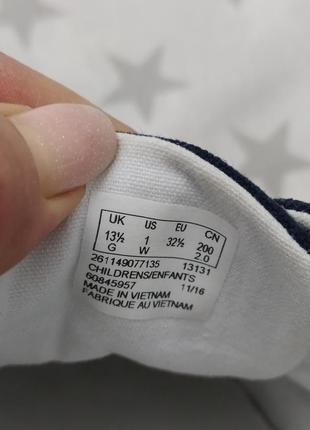 UK US EU CN
13½ 1 32½ 200
G W 2.0
261149077135 13131
CHILDRENS/ENFANTS
60845957 11/16
MADE IN VIETNAM
FABRIQUE AU VIETNAM